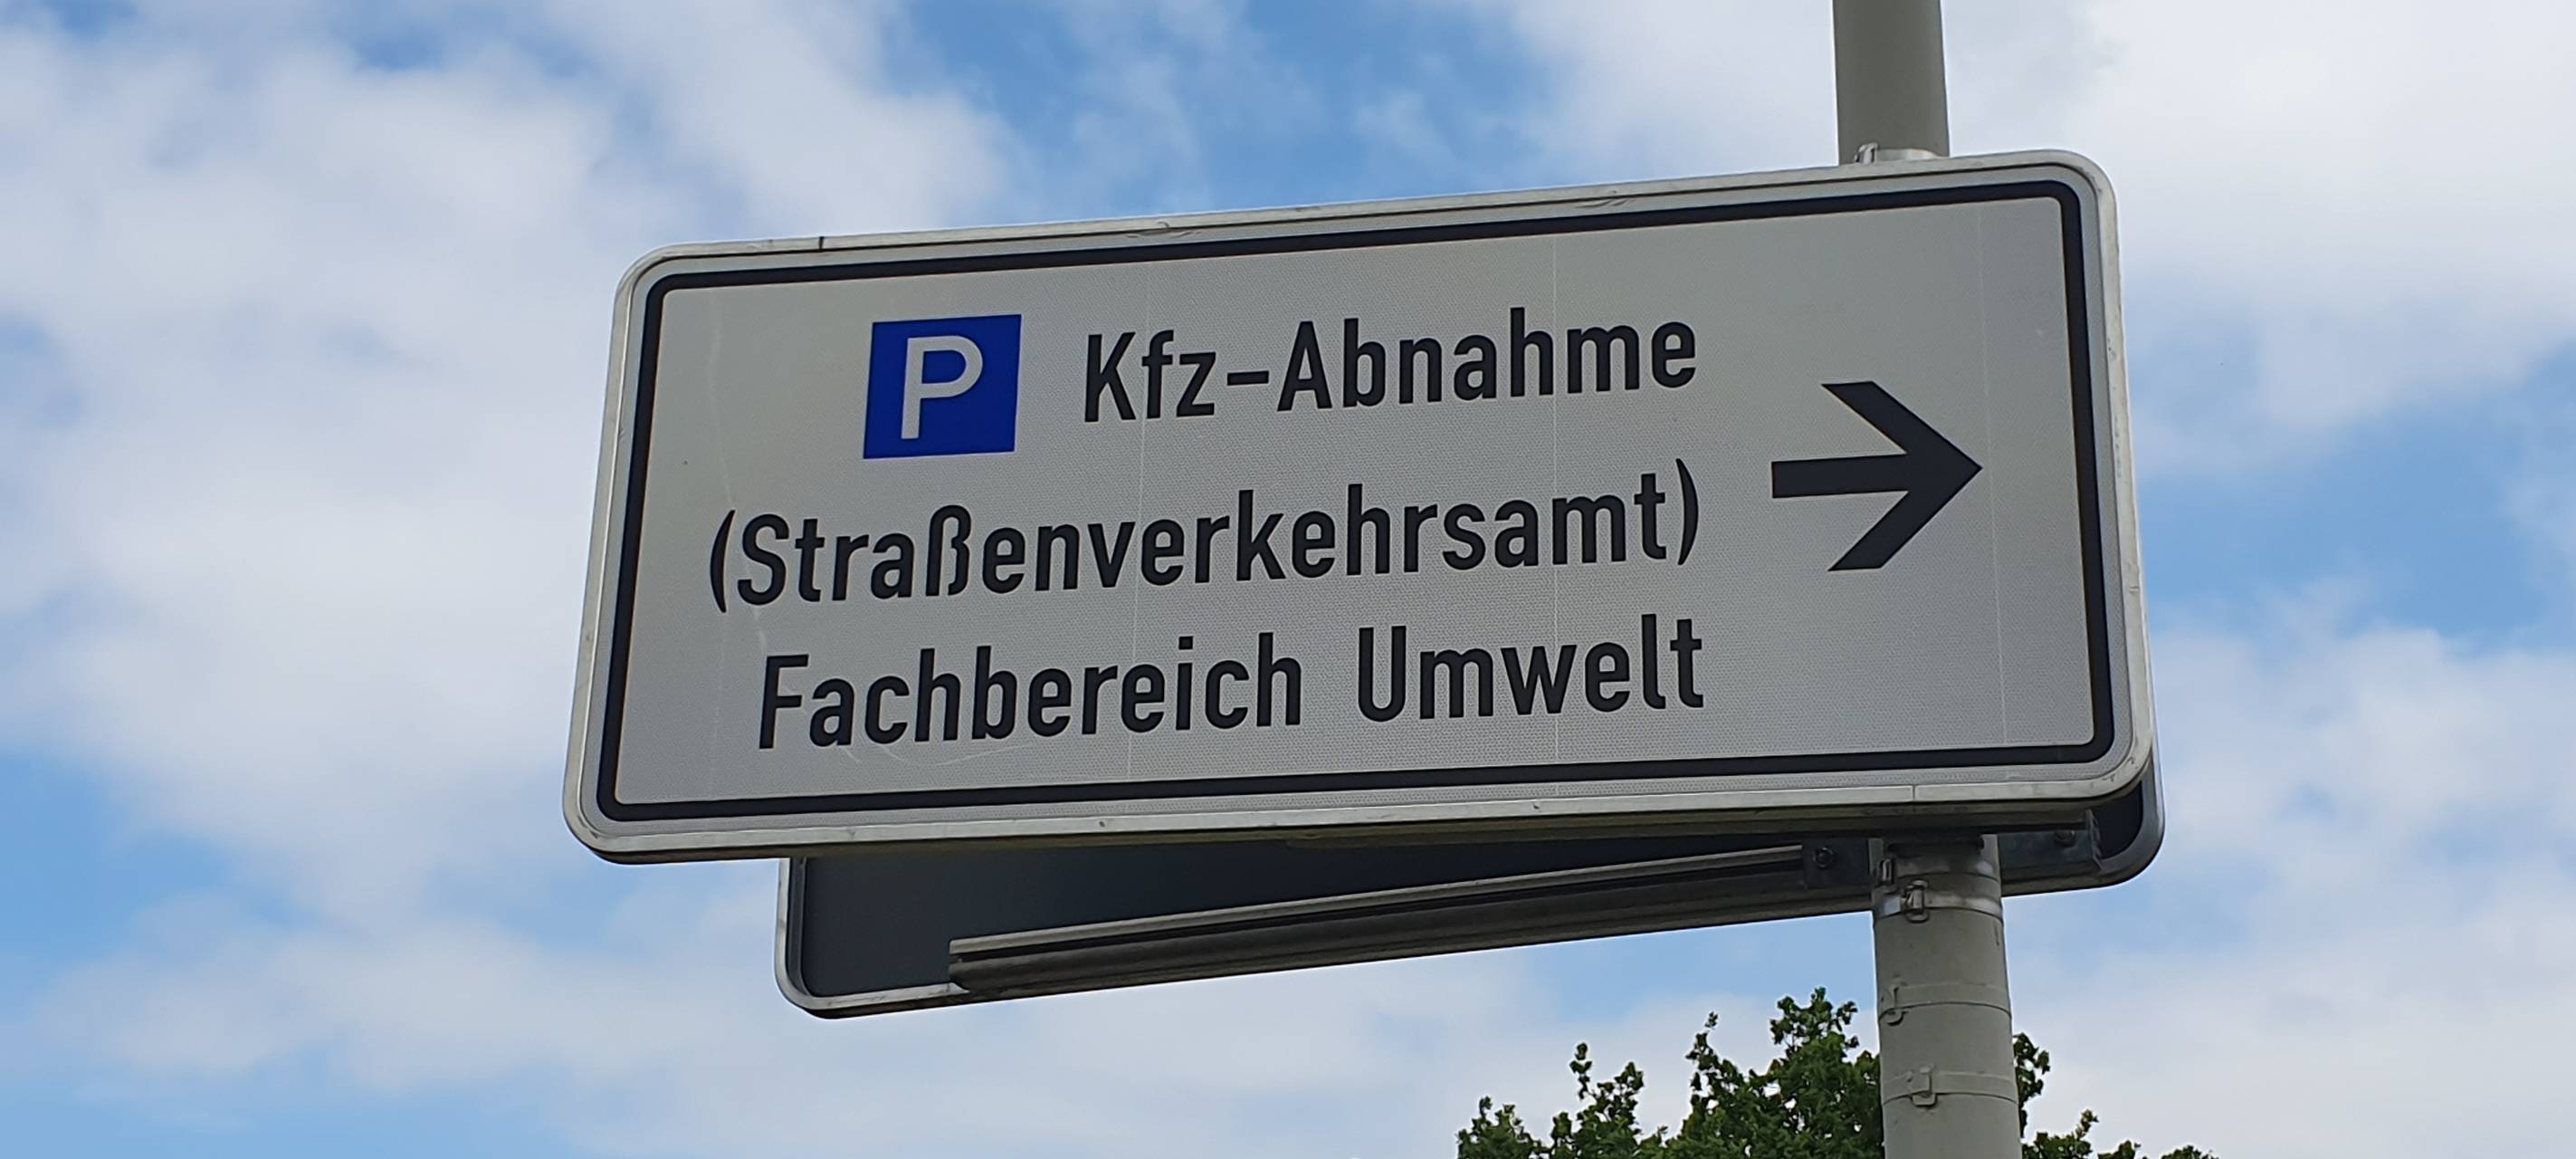 P Kfz-Abnahme
(Straßenverkehrsamt)
Fachbereich Umwelt